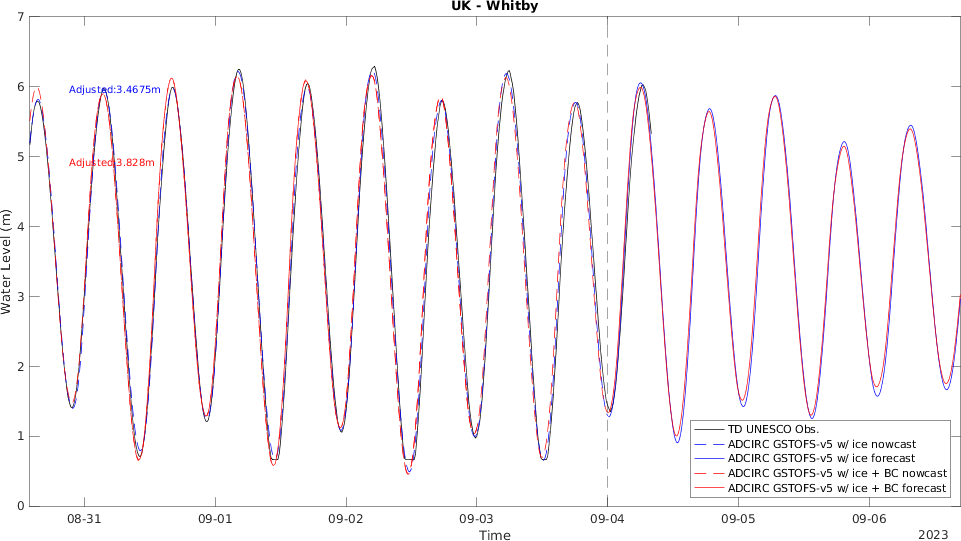 UK - Whitby
7
6
5
4
3
2
1
0
Water Level (m)
Adjusted:3.4675m
Adjusted:3.828m
TD UNESCO Obs.
ADCIRC GSTOFS-v5 w/ ice nowcast
ADCIRC GSTOFS-v5 w/ ice forecast
ADCIRC GSTOFS-v5 w/ ice + BC nowcast
ADCIRC GSTOFS-v5 w/ ice + BC forecast
08-31 09-01 09-02 09-03 09-04 09-05 09-06
Time
2023